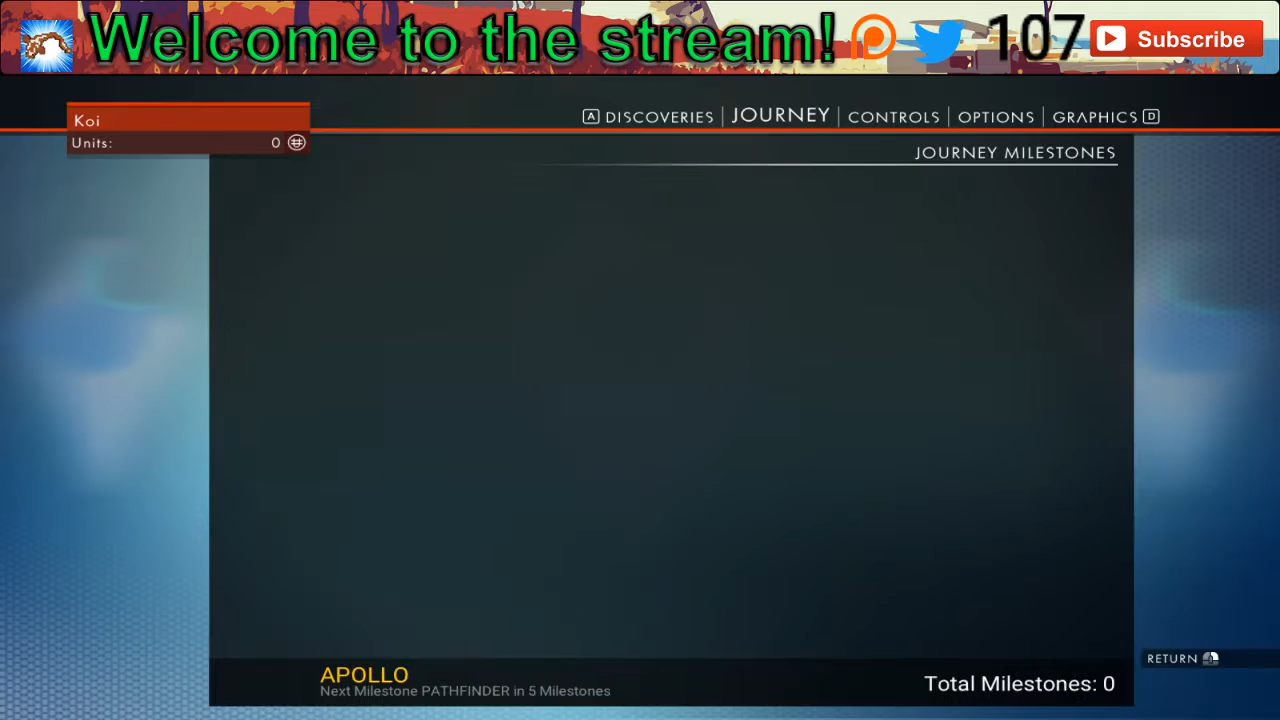 Welcome to the stream! 107 Subscribe
Koi
Units: 0
A DISCOVERIES JOURNEY CONTROLS OPTIONS GRAPHICS D
JOURNEY MILESTONES
RETURN
APOLLO
Next Milestone PATHFINDER in 5 Milestones
Total Milestones: 0